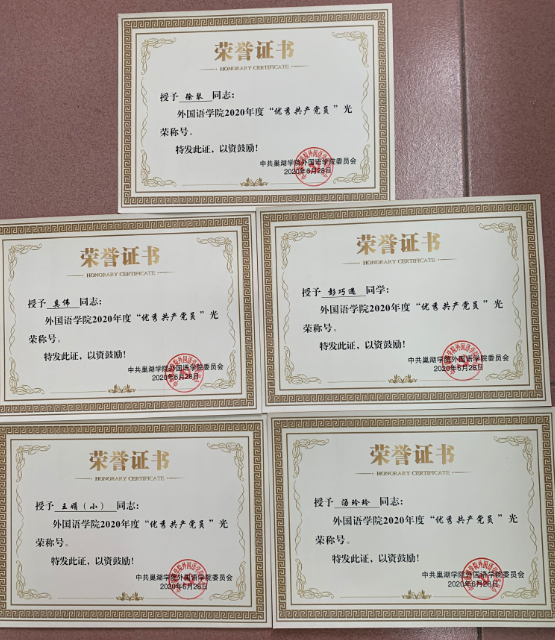 荣誉证书
HONORARY CERTIFICATE
授予 徐琴 同志：
外国语学院2020年度“优秀共产党员”光
荣称号。
特发此证，以资鼓励！
中共巢湖学院外国语学院委员会
2020年6月28日
荣誉证书
HONORARY CERTIFICATE
授予 伟 同志：
外国语学院2020年度“优秀共产党员”光
荣称号。
特发此证，以资鼓励！
中共巢湖学院外国语学院委员会
2020年6月28日
荣誉证书
HONORARY CERTIFICATE
授予 彭巧遇 同学：
外国语学院2020年度“优秀共产党员”光
荣称号。
特发此证，以资鼓励！
中共巢湖学院外国语学院委员会
2020年6月28日
荣誉证书
HONORARY CERTIFICATE
授予 王娟（小） 同志：
外国语学院2020年度“优秀共产党员”光
荣称号。
特发此证，以资鼓励！
中共巢湖学院外国语学院委员会
2020年6月28日
荣誉证书
HONORARY CERTIFICATE
授予 汤玲玲 同志：
外国语学院2020年度“优秀共产党员”光
荣称号。
特发此证，以资鼓励！
中共巢湖学院外国语学院委员会
2020年6月28日